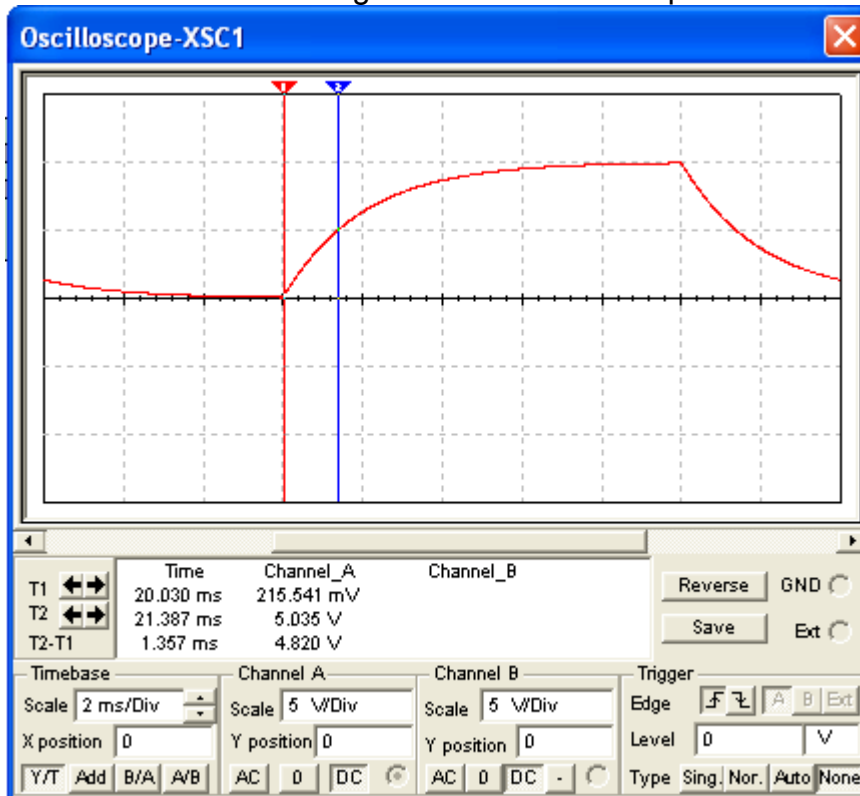 Oscilloscope-XSC1
1 2
Time Channel_A Channel_B
T1 20.030 ms 215.541 mV
T2 21.387 ms 5.035 V
T2-T1 1.357 ms 4.820 V
Reverse GND
Save Ext
Timebase Channel A Channel B Trigger
Scale 2 ms/Div Scale 5 V/Div Scale 5 V/Div Edge A B Ext
X position 0 Y position 0 Y position 0 Level 0 V
Y/T Add B/A A/B AC 0 DC AC 0 DC - Type Sing. Nor. Auto None